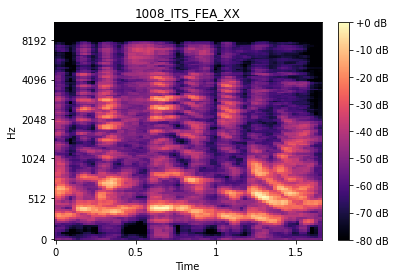 1008_ITS_FEA_XX
+0 dB
8192
-10 dB
4096
-20 dB
-30 dB
2048
Hz
-40 dB
1024
-50 dB
512
-60 dB
-70 dB
0
-80 dB
0
0.5
1
1.5
Time